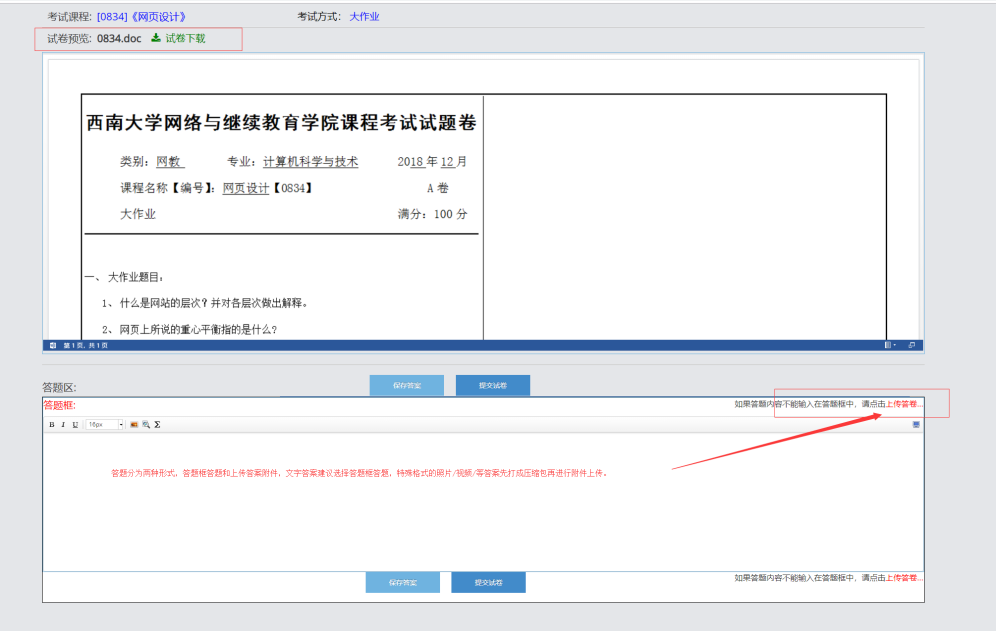 考试课程: [0834]《网页设计》 考试方式: 大作业
试卷预览: 0834.doc 试卷下载
西南大学网络与继续教育学院课程考试试题卷
类别: 网教 专业: 计算机科学与技术 2018 年 12 月
课程名称【编号】: 网页设计【0834】 A 卷
大作业 满分: 100 分
一、 大作业题目:
1、 什么是网站的层次? 并对各层次做出解释。
2、 网页上所说的重心平衡指的是什么?
第 1 页, 共 1 页
答题区: 保存答案 提交试卷
答题框: 如果答题内容不能输入在答题框中, 请点击上传答卷...
B I U 16px Σ
答题分为两种形式, 答题框答题和上传答案附件, 文字答案建议选择答题框答题, 特殊格式的照片/视频/等答案先打成压缩包再进行附件上传。
保存答案 提交试卷 如果答题内容不能输入在答题框中, 请点击上传答卷...